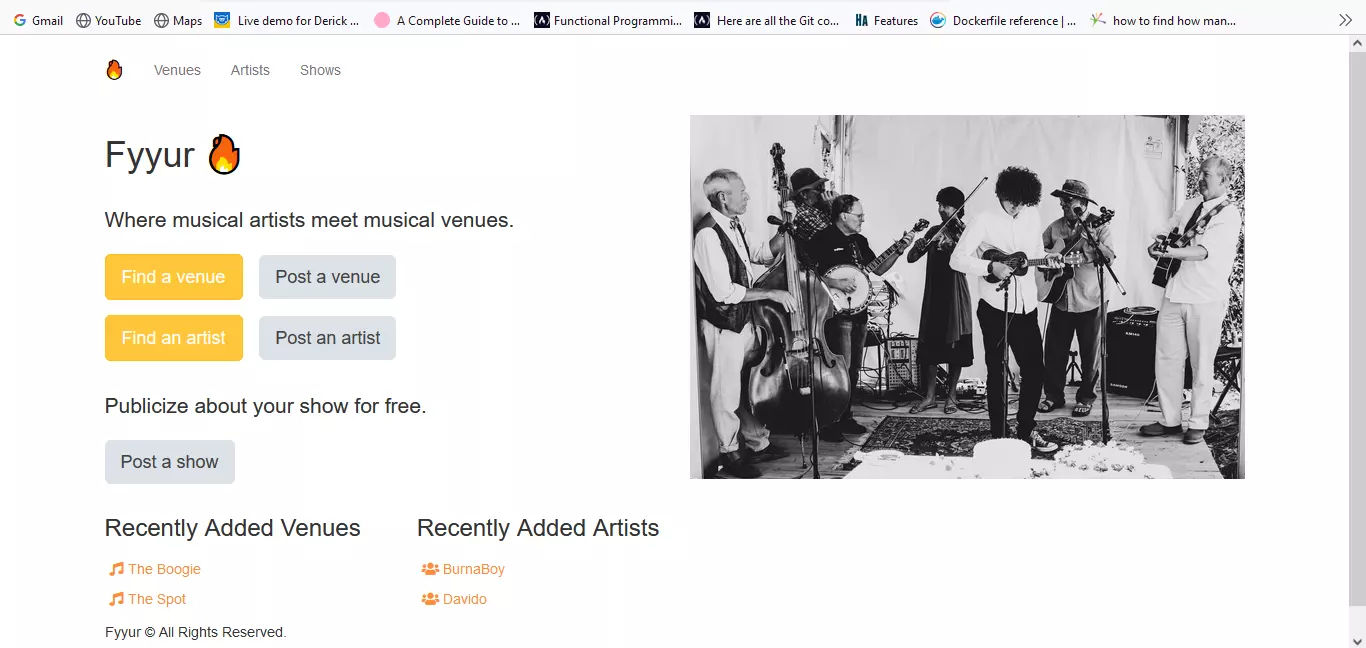 Gmail YouTube Maps Live demo for Derick ... A Complete Guide to ... Functional Programmi... Here are all the Git co... Features Dockerfile reference | ... how to find how man...
Venues Artists Shows
Fyyur
Where musical artists meet musical venues.
Find a venue Post a venue
Find an artist Post an artist
Publicize about your show for free.
Post a show
Recently Added Venues Recently Added Artists
The Boogie BurnaBoy
The Spot Davido
Fyyur © All Rights Reserved.